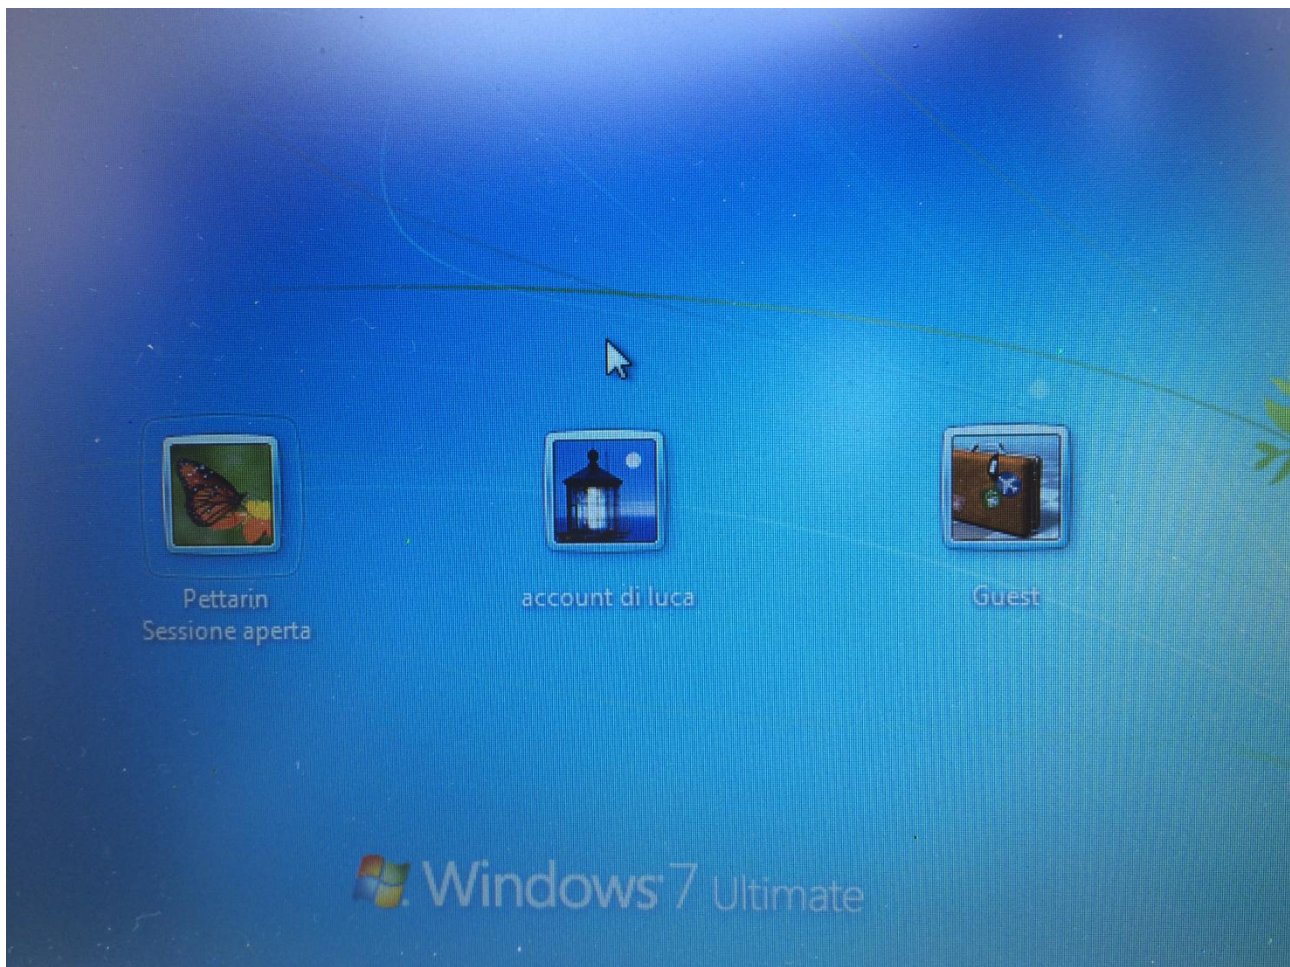 Pettarin
Sessione aperta
account di luca
Guest
Windows 7 Ultimate